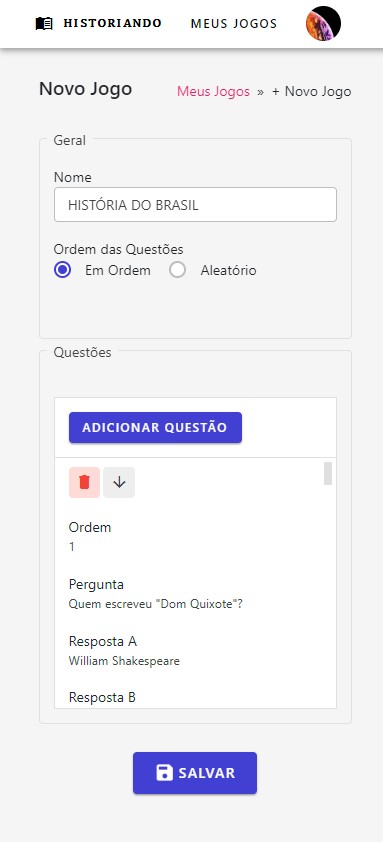 HISTORIANDO MEUS JOGOS
Novo Jogo Meus Jogos » + Novo Jogo
Geral
Nome
HISTÓRIA DO BRASIL
Ordem das Questões
Em Ordem Aleatório
Questões
ADICIONAR QUESTÃO
Ordem
1
Pergunta
Quem escreveu "Dom Quixote"?
Resposta A
William Shakespeare
Resposta B
SALVAR